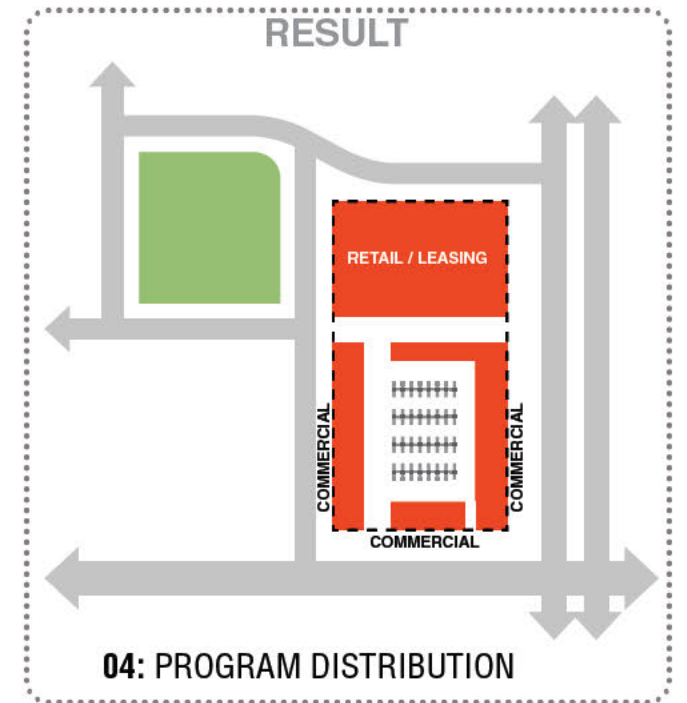 RESULT
RETAIL / LEASING
COMMERCIAL
COMMERCIAL
COMMERCIAL
04: PROGRAM DISTRIBUTION